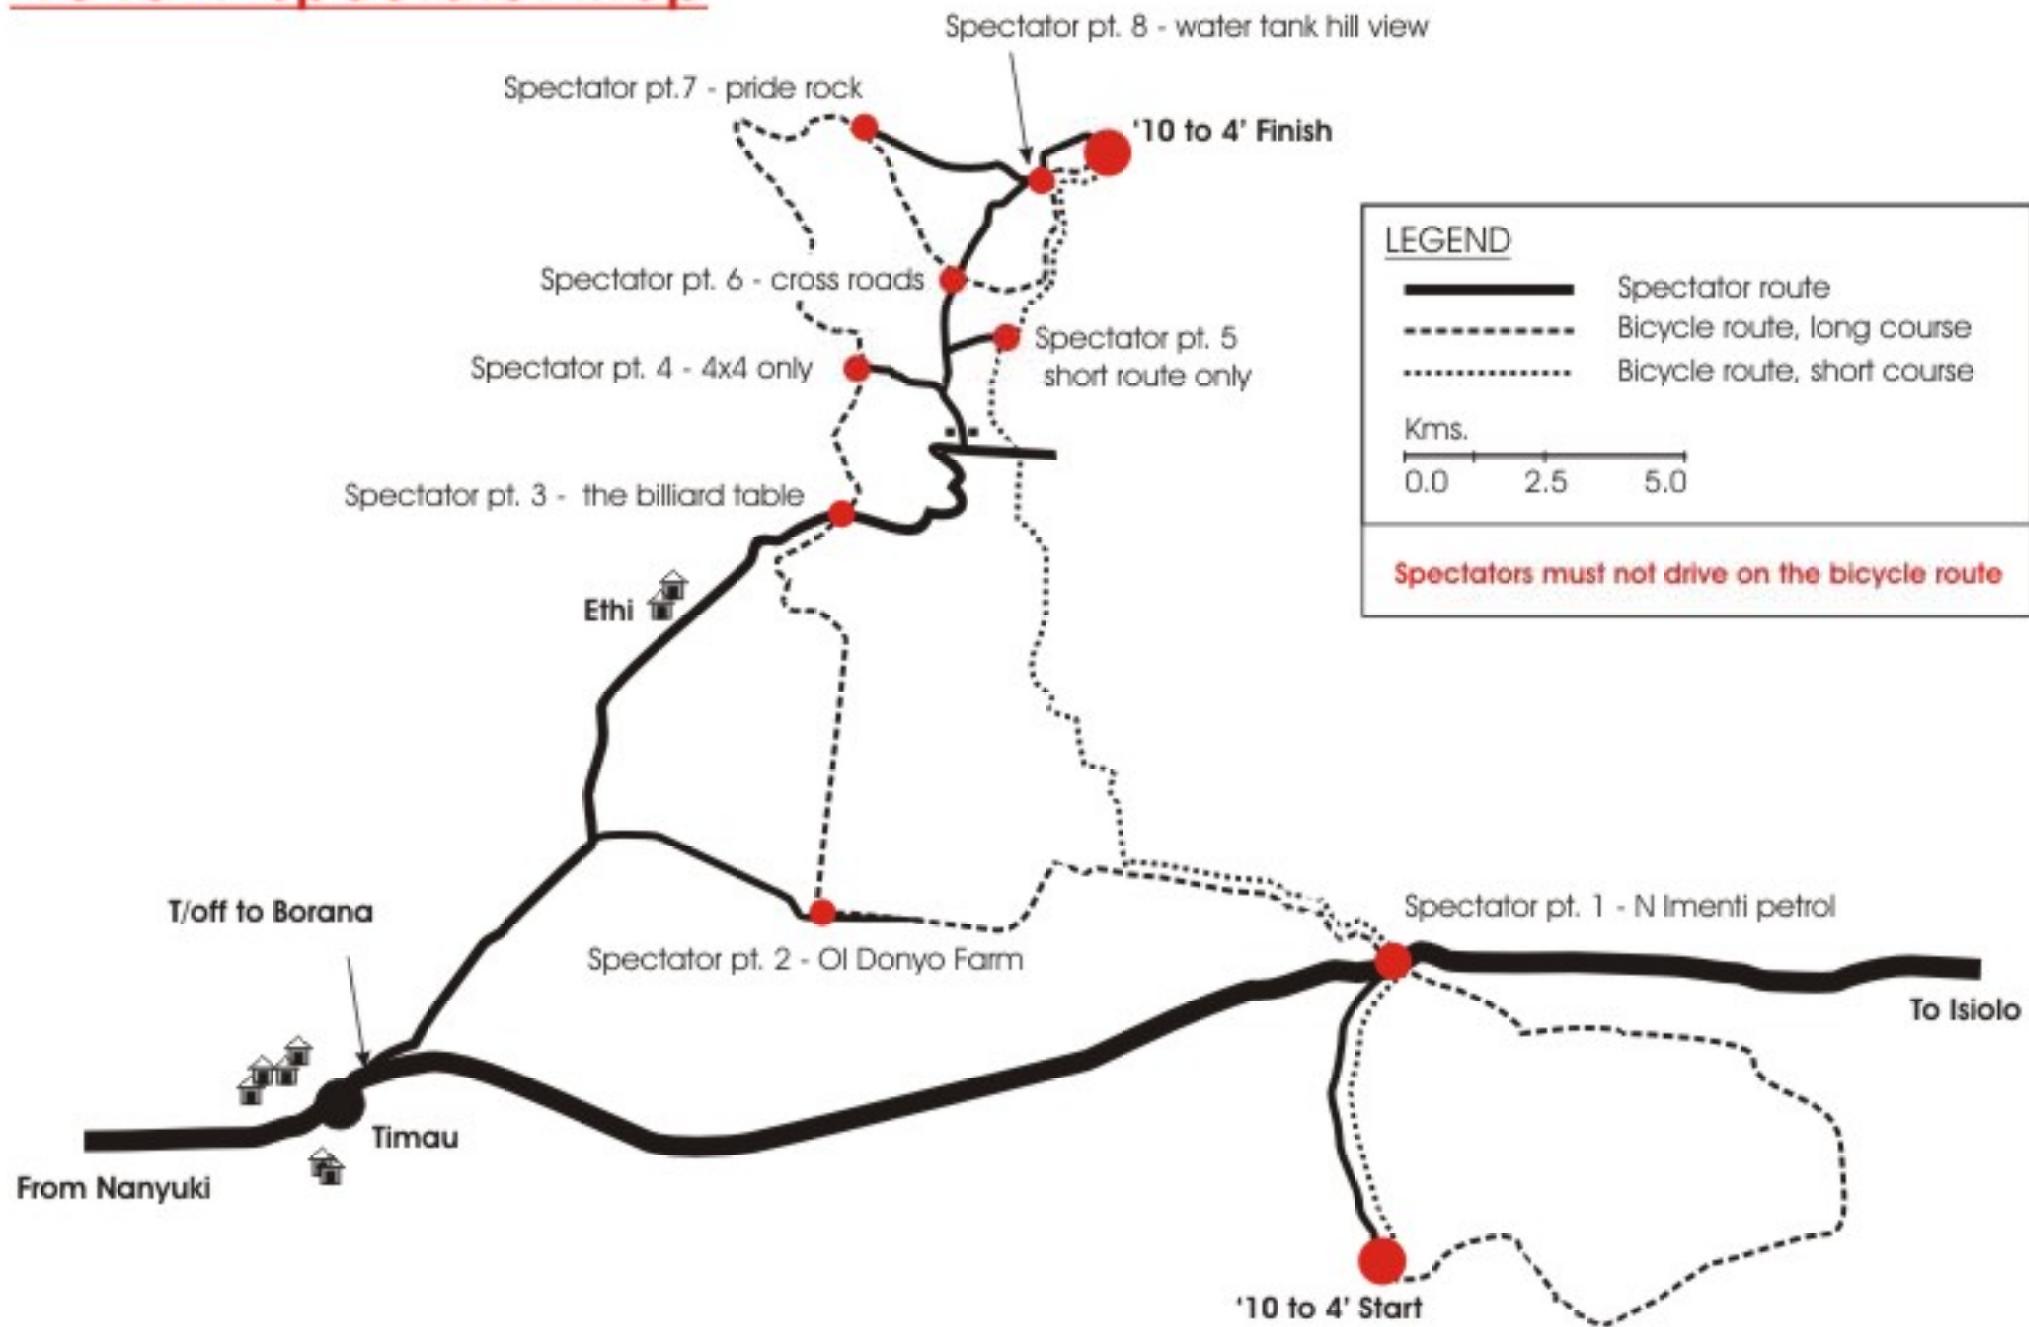 Spectator pt. 8 - water tank hill view
Spectator pt.7 - pride rock
'10 to 4' Finish
LEGEND
Spectator route
Bicycle route, long course
Bicycle route, short course
Kms.
0.0 2.5 5.0
Spectators must not drive on the bicycle route
Spectator pt. 6 - cross roads
Spectator pt. 5
short route only
Spectator pt. 4 - 4x4 only
Spectator pt. 3 - the billiard table
Ethi
T/off to Borana
Spectator pt. 1 - N Imenti petrol
Spectator pt. 2 - Ol Donyo Farm
To Isiolo
Timau
From Nanyuki
'10 to 4' Start